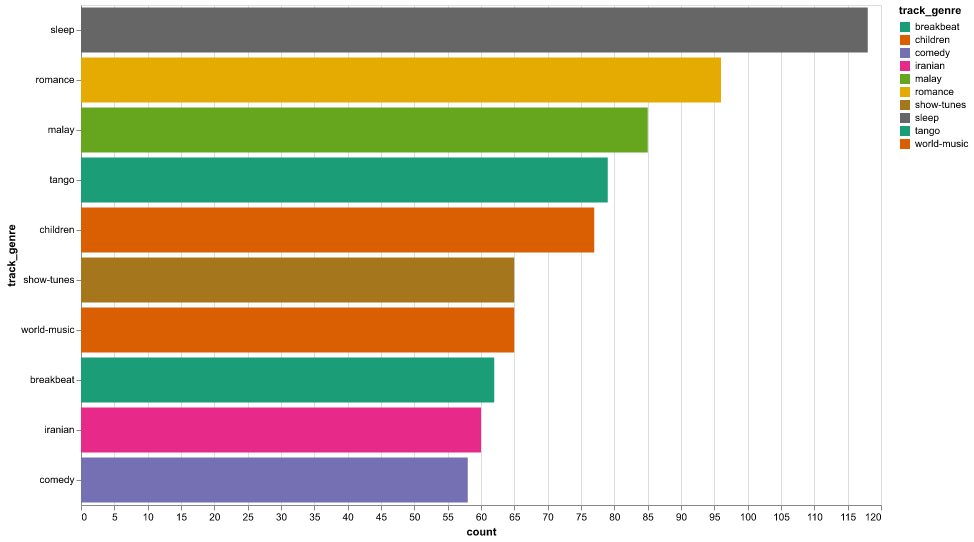 sleep
romance
malay
tango
children
show-tunes
world-music
breakbeat
iranian
comedy
track_genre
0 5 10 15 20 25 30 35 40 45 50 55 60 65 70 75 80 85 90 95 100 105 110 115 120
count
track_genre
breakbeat
children
comedy
iranian
malay
romance
show-tunes
sleep
tango
world-music